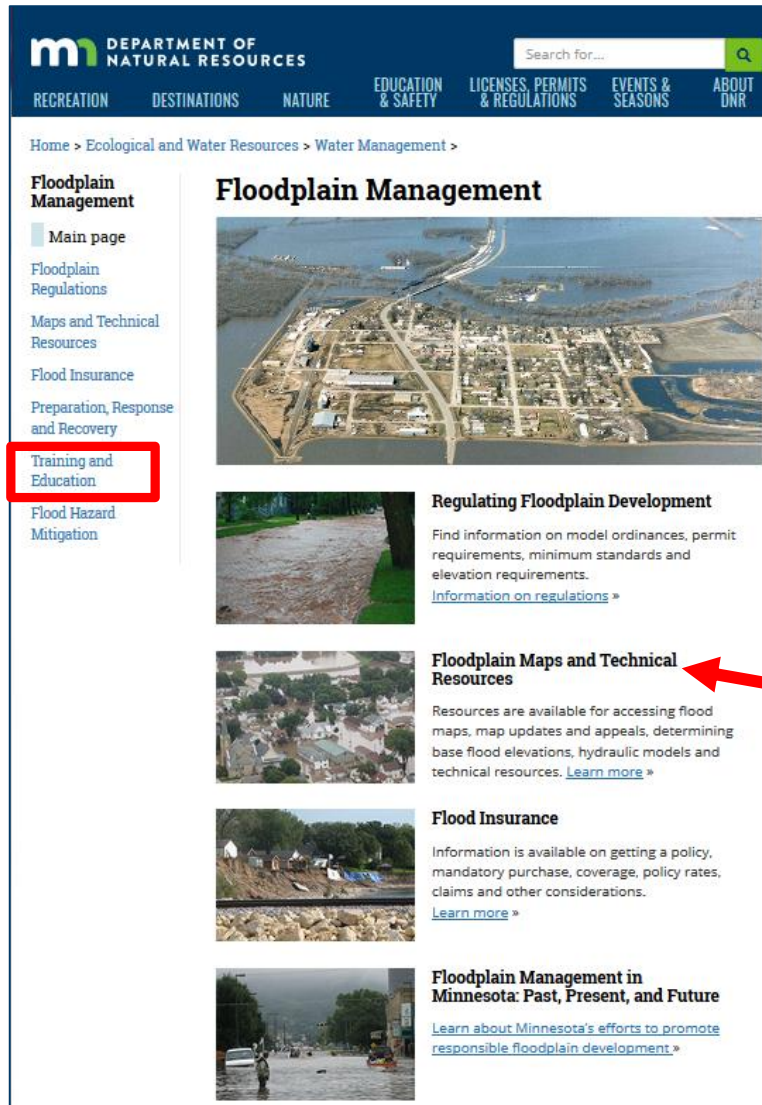 mn DEPARTMENT OF
NATURAL RESOURCES
Search for...
RECREATION
DESTINATIONS
NATURE
EDUCATION
& SAFETY
LICENSES, PERMITS
& REGULATIONS
EVENTS &
SEASONS
ABOUT
DNR
Home > Ecological and Water Resources > Water Management >
Floodplain
Management
Main page
Floodplain
Regulations
Maps and Technical
Resources
Flood Insurance
Preparation, Response
and Recovery
Training and
Education
Flood Hazard
Mitigation
Floodplain Management
Regulating Floodplain Development
Find information on model ordinances, permit
requirements, minimum standards and
elevation requirements.
Information on regulations »
Floodplain Maps and Technical
Resources
Resources are available for accessing flood
maps, map updates and appeals, determining
base flood elevations, hydraulic models and
technical resources. Learn more »
Flood Insurance
Information is available on getting a policy,
mandatory purchase, coverage, policy rates,
claims and other considerations.
Learn more »
Floodplain Management in
Minnesota: Past, Present, and Future
Learn about Minnesota's efforts to promote
responsible floodplain development »